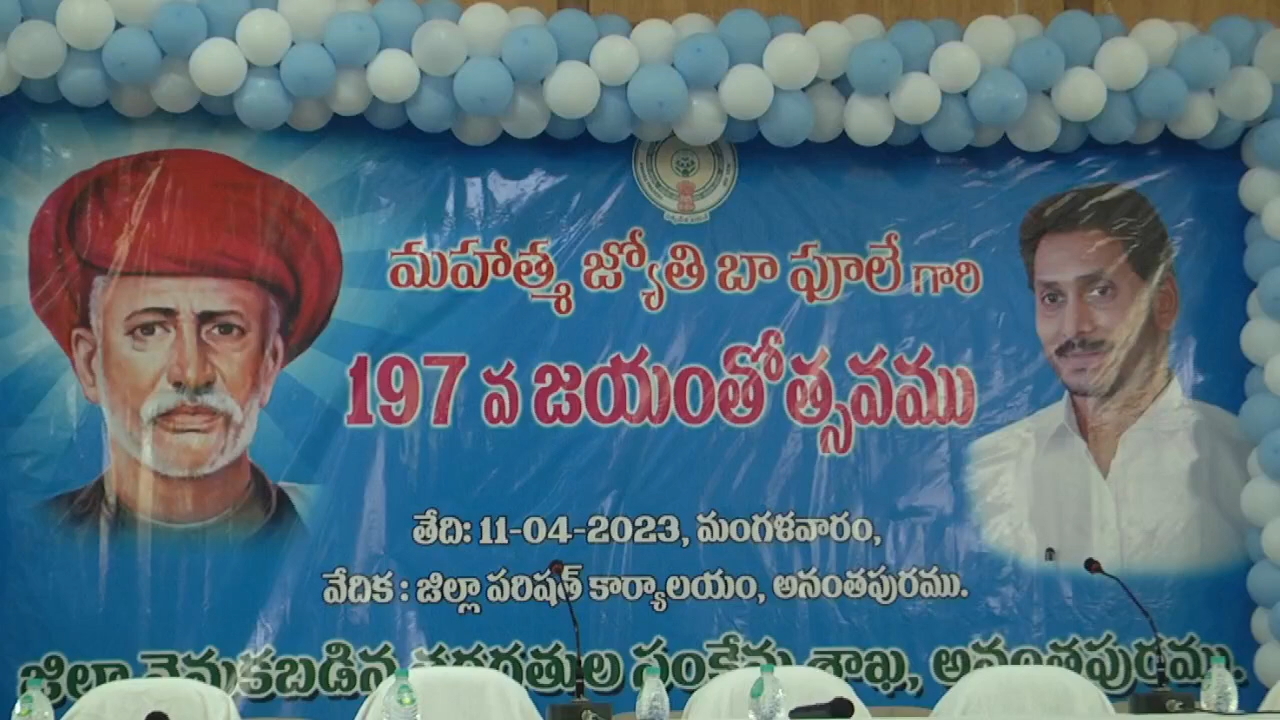 మహాత్మ జ్యోతి బా ఫూలే గారి
197 వ జయంతోత్సవము
తేది: 11-04-2023, మంగళవారం,
వేదిక : జిల్లా పరిషత్ కార్యాలయం, అనంతపురము.
జిల్లా వెనుకబడిన తరగతుల సంక్షేమ శాఖ, అనంతపురము.